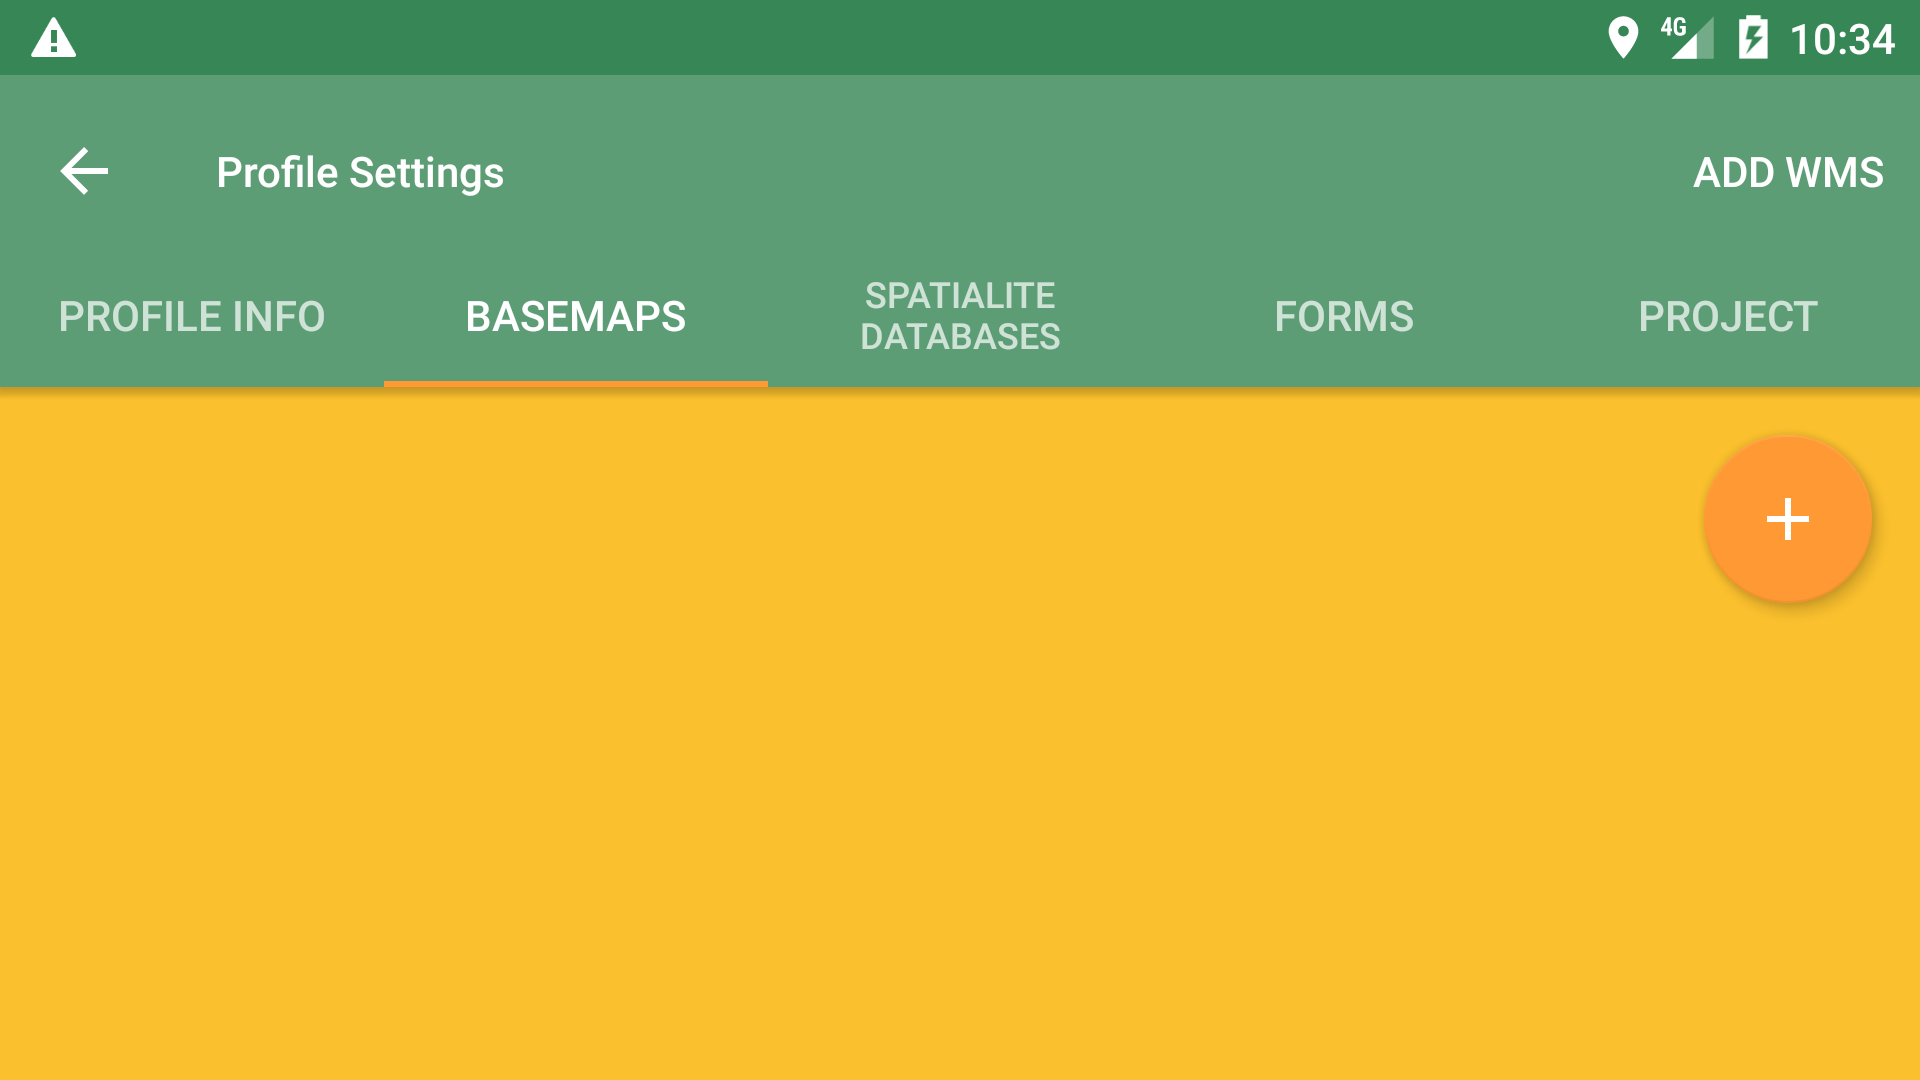 4G
10:34
Profile Settings
ADD WMS
PROFILE INFO
BASEMAPS
SPATIALITE
DATABASES
FORMS
PROJECT